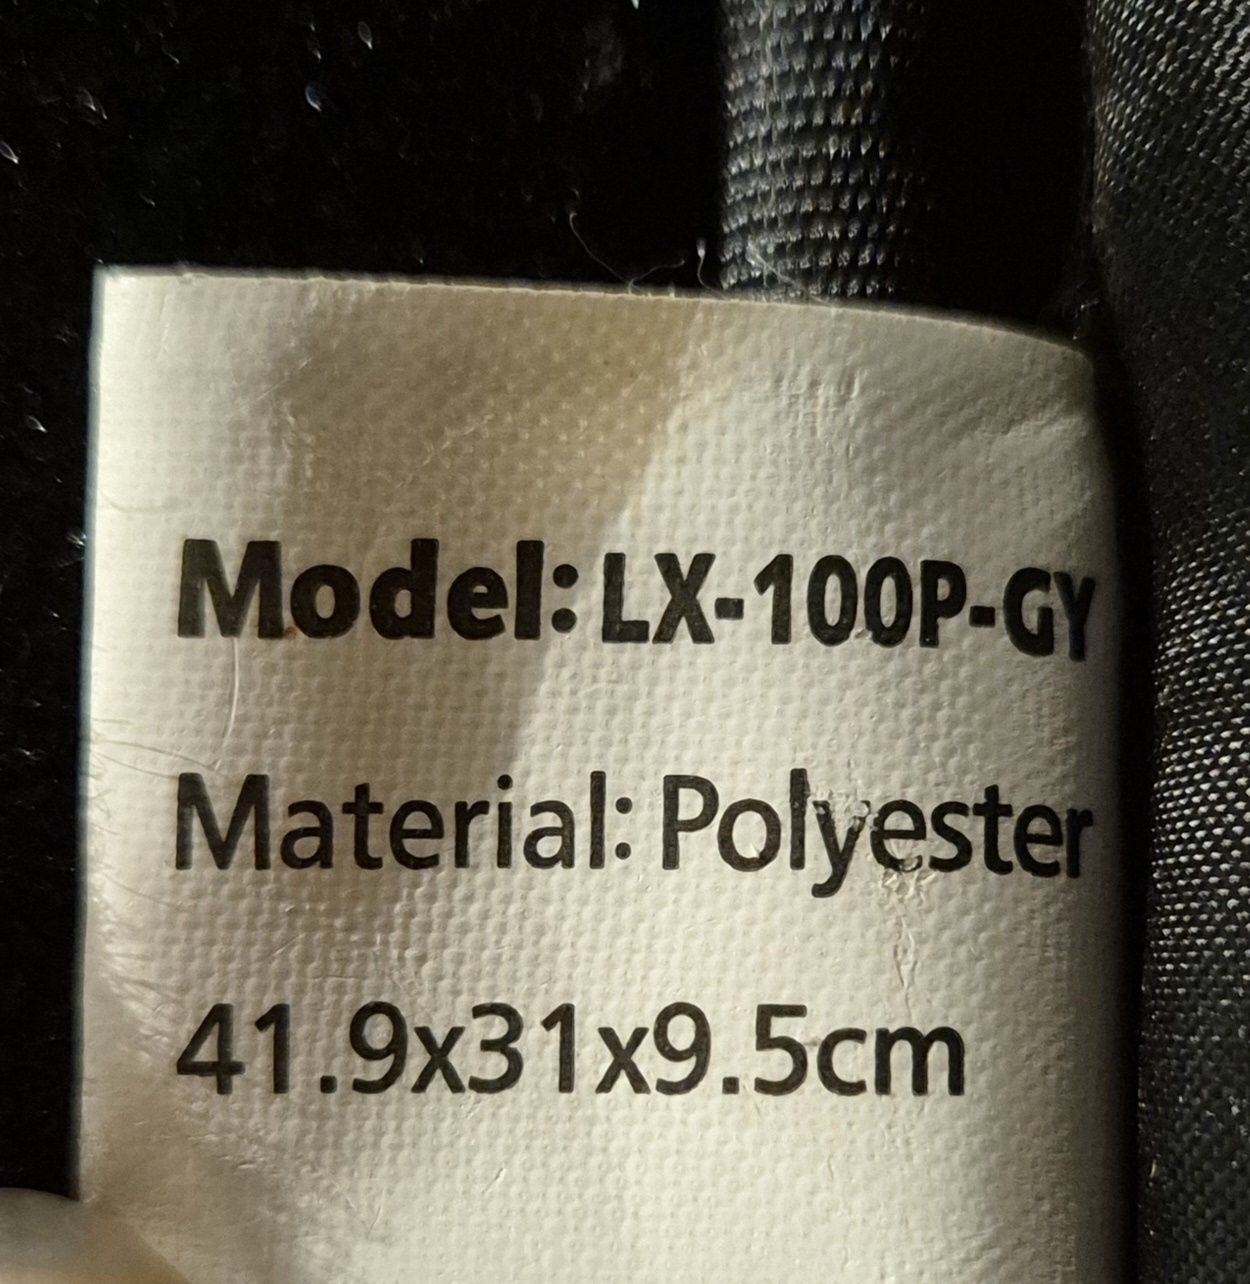 Model: LX-100P-GY
Material: Polyester
41.9x31x9.5cm